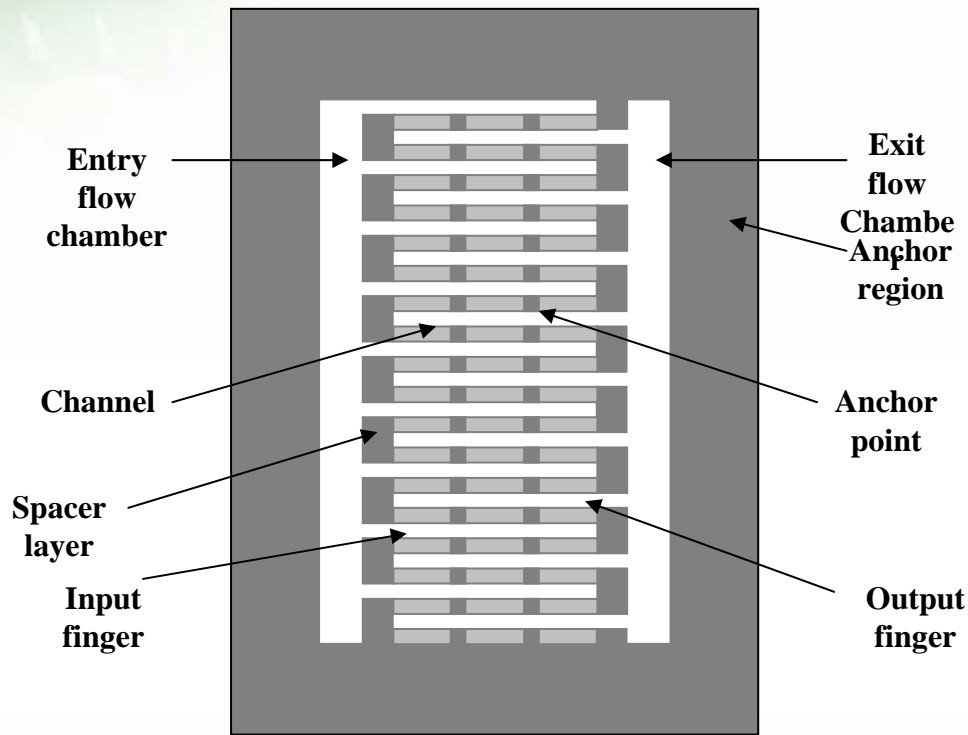 Entry
flow
chamber
Exit
flow
Chambe
r
Anchor
region
Channel
Anchor
point
Spacer
layer
Input
finger
Output
finger